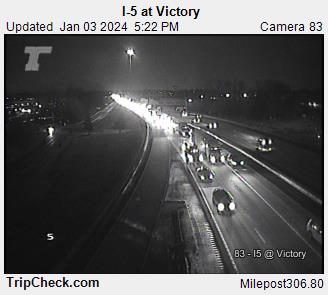 I-5 at Victory
Updated  Jan 03 2024  5:22 PM    Camera 83
T
S
83 - I5 @ Victory
TripCheck.com    Milepost306.80